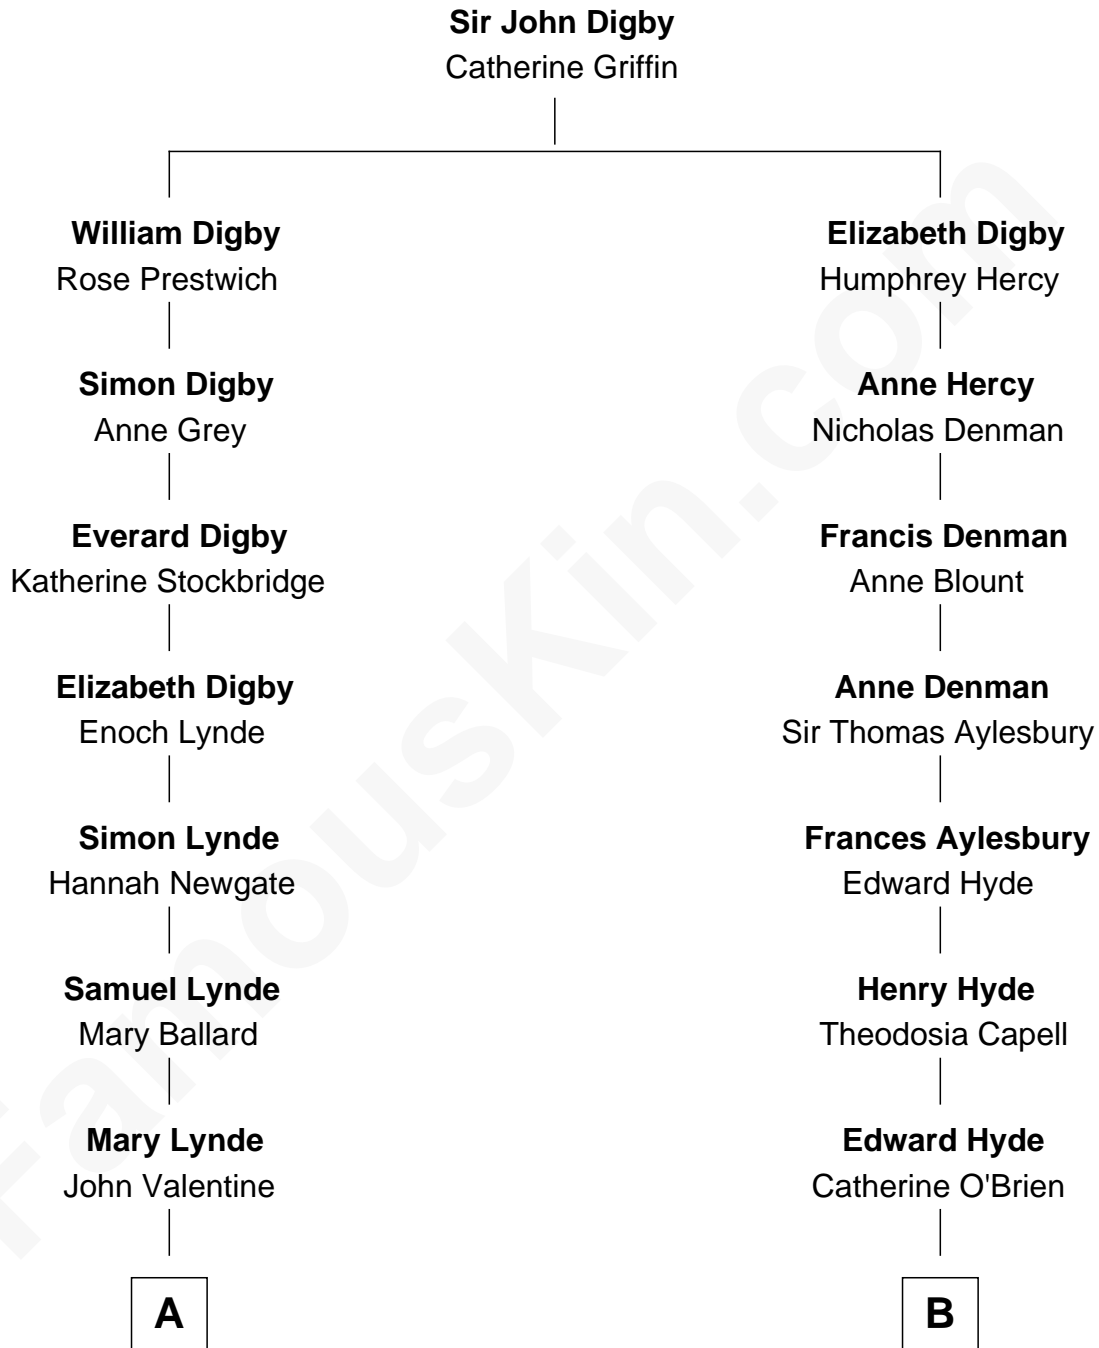 Sir John Digby
Catherine Griffin
William Digby
Rose Prestwich
Elizabeth Digby
Humphrey Hercy
Simon Digby
Anne Grey
Anne Hercy
Nicholas Denman
Everard Digby
Katherine Stockbridge
Francis Denman
Anne Blount
Elizabeth Digby
Enoch Lynde
Anne Denman
Sir Thomas Aylesbury
Simon Lynde
Hannah Newgate
Frances Aylesbury
Edward Hyde
Samuel Lynde
Mary Ballard
Henry Hyde
Theodosia Capell
Mary Lynde
John Valentine
Edward Hyde
Catherine O'Brien
A
B
FamousKin.com